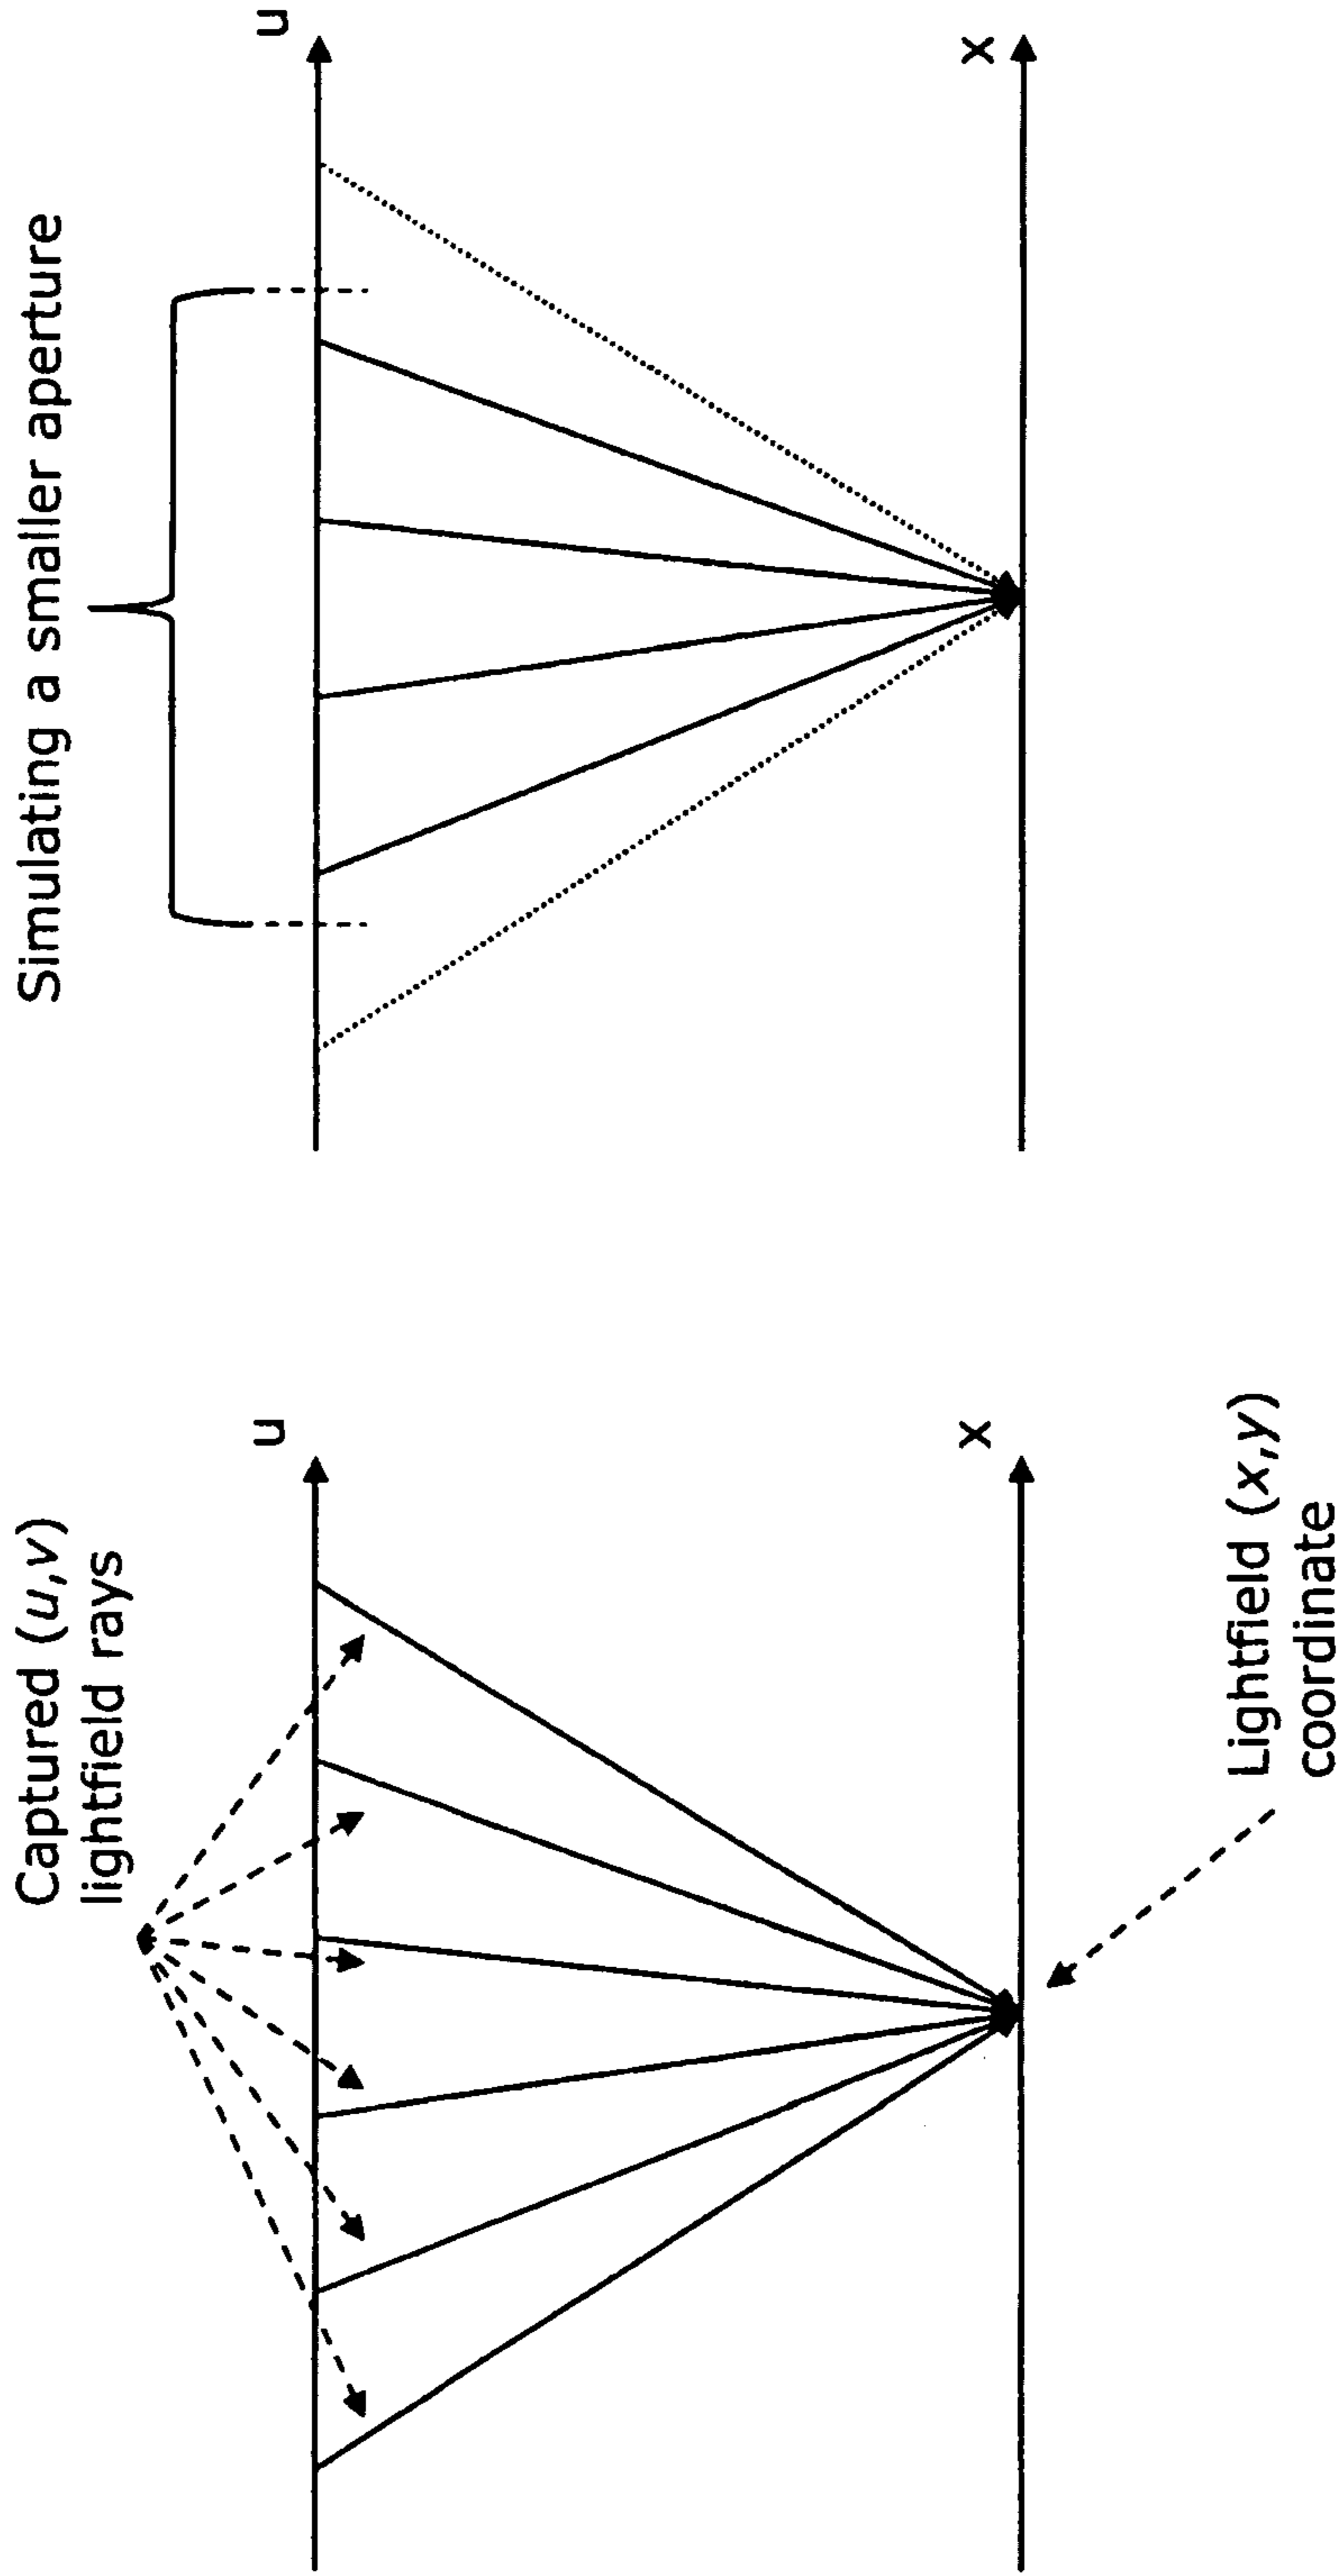 Captured (u,v)
lightfield rays
u
x
Lightfield (x,y)
coordinate
Simulating a smaller aperture
u
x